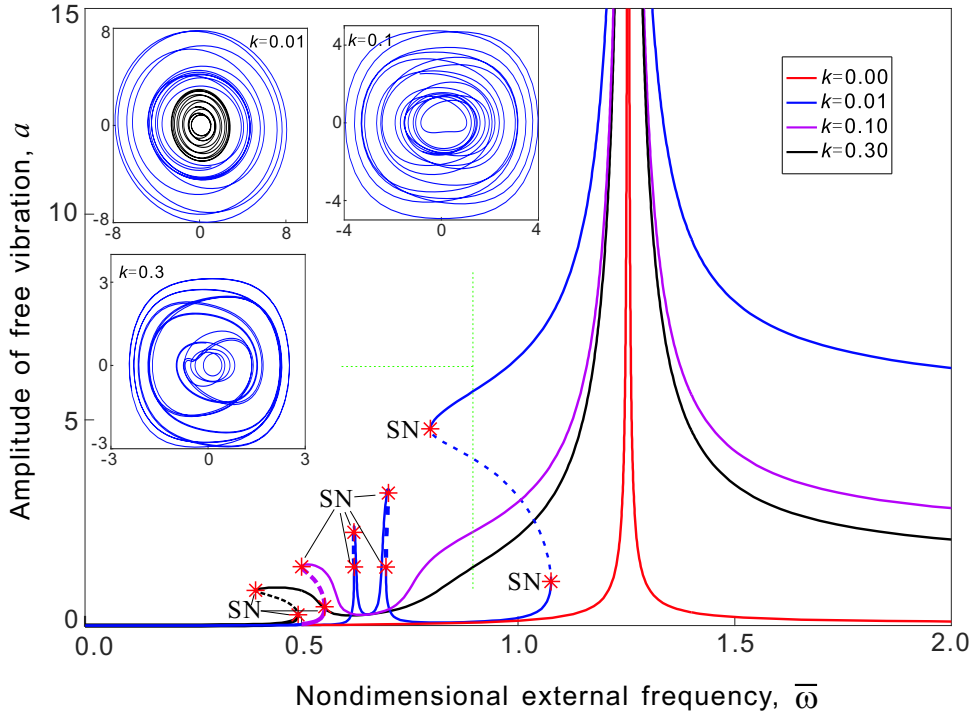 15
10
5
0
Amplitude of free vibration, a
8
0
-8
-8
0
8
k=0.01
4
0
-4
-4
0
4
k=0.1
3
0
-3
-3
0
3
k=0.3
k=0.00
k=0.01
k=0.10
k=0.30
SN
SN
SN
SN
0.0
0.5
1.0
1.5
2.0
Nondimensional external frequency, ω̅